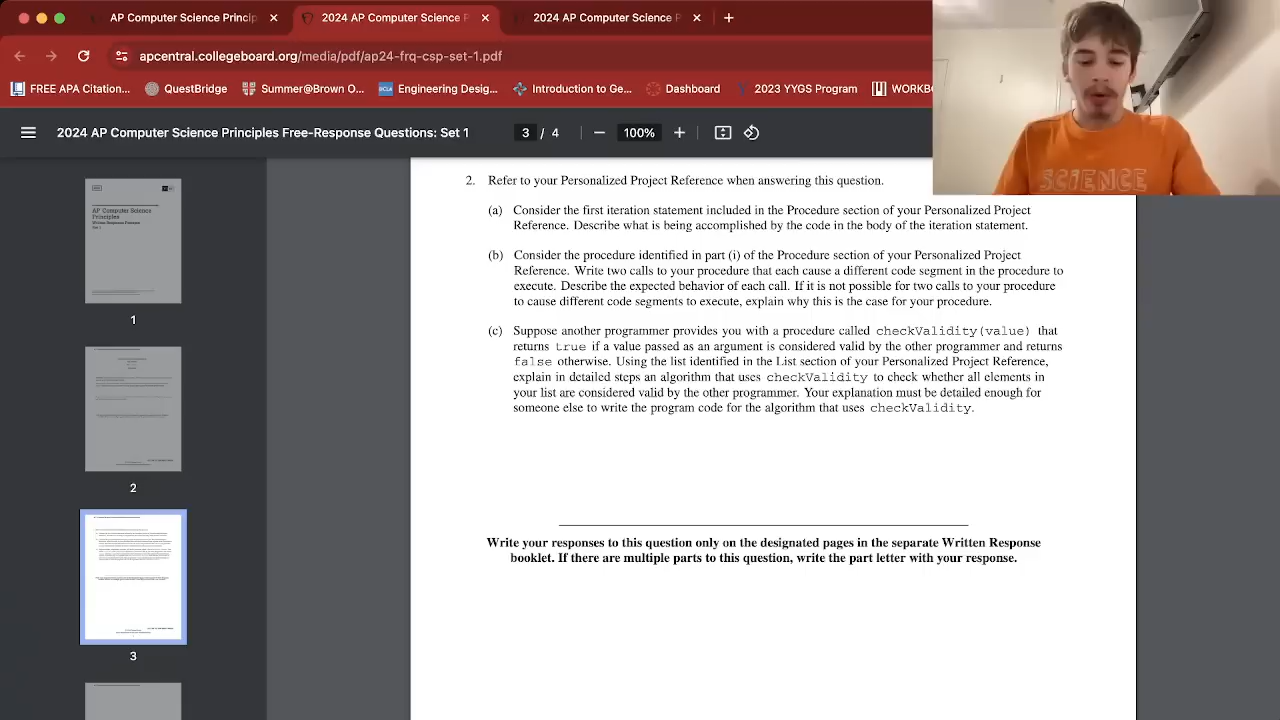 AP Computer Science Princip
2024 AP Computer Science P
2024 AP Computer Science P
apcentral.collegeboard.org/media/pdf/ap24-frq-csp-set-1.pdf
FREE APA Citation... QuestBridge Summer@Brown O... Engineering Desig... Introduction to Ge... Dashboard 2023 YYGS Program WORKBO
2024 AP Computer Science Principles Free-Response Questions: Set 1 3 / 4 100%
SCIENCE
AP Computer Science
Principles
1
2
3
2. Refer to your Personalized Project Reference when answering this question.
(a) Consider the first iteration statement included in the Procedure section of your Personalized Project
Reference. Describe what is being accomplished by the code in the body of the iteration statement.
(b) Consider the procedure identified in part (i) of the Procedure section of your Personalized Project
Reference. Write two calls to your procedure that each cause a different code segment in the procedure to
execute. Describe the expected behavior of each call. If it is not possible for two calls to your procedure
to cause different code segments to execute, explain why this is the case for your procedure.
(c) Suppose another programmer provides you with a procedure called checkValidity(value) that
returns true if a value passed as an argument is considered valid by the other programmer and returns
false otherwise. Using the list identified in the List section of your Personalized Project Reference,
explain in detailed steps an algorithm that uses checkValidity to check whether all elements in
your list are considered valid by the other programmer. Your explanation must be detailed enough for
someone else to write the program code for the algorithm that uses checkValidity.
Write your responses to this question only on the designated pages in the separate Written Response
booklet. If there are multiple parts to this question, write the part letter with your response.